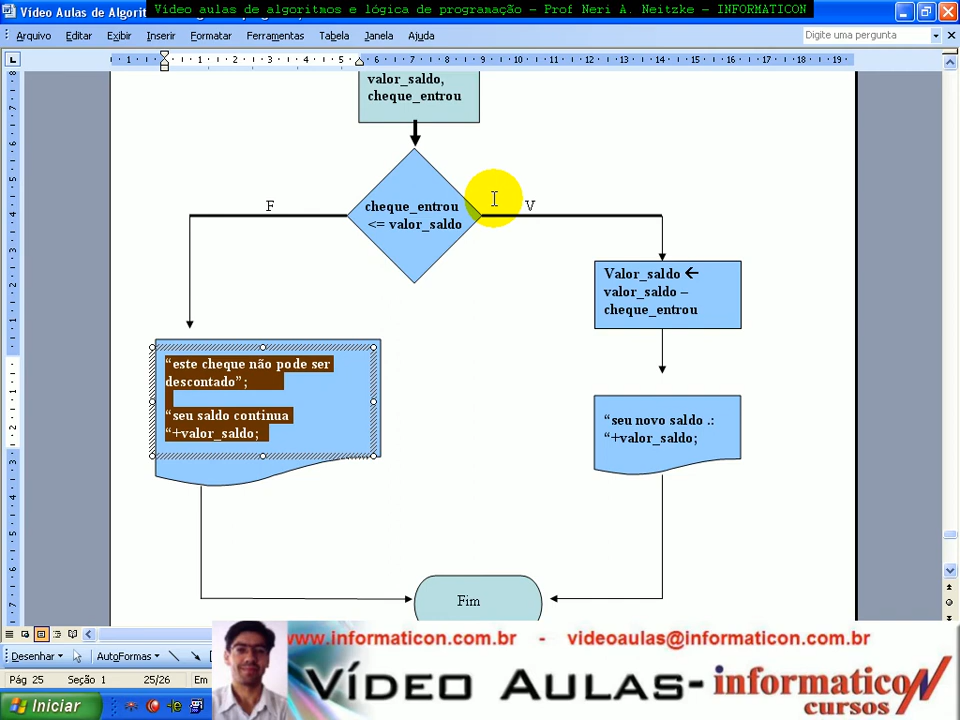 Vídeo aulas de algoritmos e lógica de programação – Prof Neri A. Neitzke – INFORMATICON
Vídeo Aulas de Algorit
Arquivo Editar Exibir Inserir Formatar Ferramentas Tabela Janela Ajuda
Digite uma pergunta
valor_saldo,
cheque_entrou
cheque_entrou
<= valor_saldo
F
V
Valor_saldo ←
valor_saldo –
cheque_entrou
“este cheque não pode ser
descontado”;
“seu saldo continua
“+valor_saldo;
“seu novo saldo .:
“+valor_saldo;
Fim
Desenhar AutoFormas
Pág 25 Seção 1 25/26 Em
Iniciar
www.informaticon.com.br - videoaulas@informaticon.com.br
Vídeo Aulas-informaticon
cursos